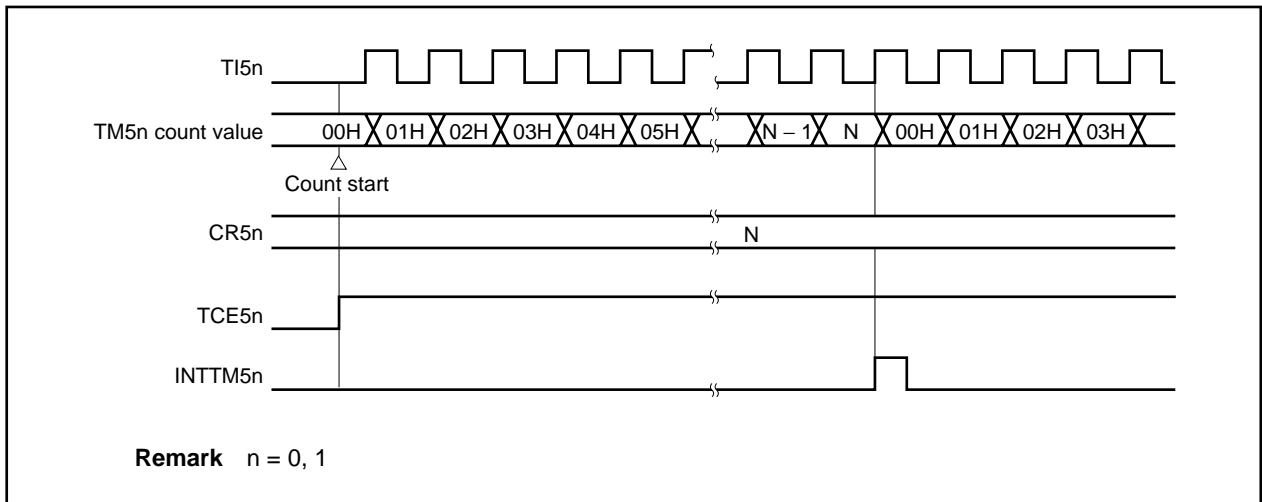 TI5n
TM5n count value 00H 01H 02H 03H 04H 05H N – 1 N 00H 01H 02H 03H
Count start
CR5n N
TCE5n
INTTM5n
Remark n = 0, 1